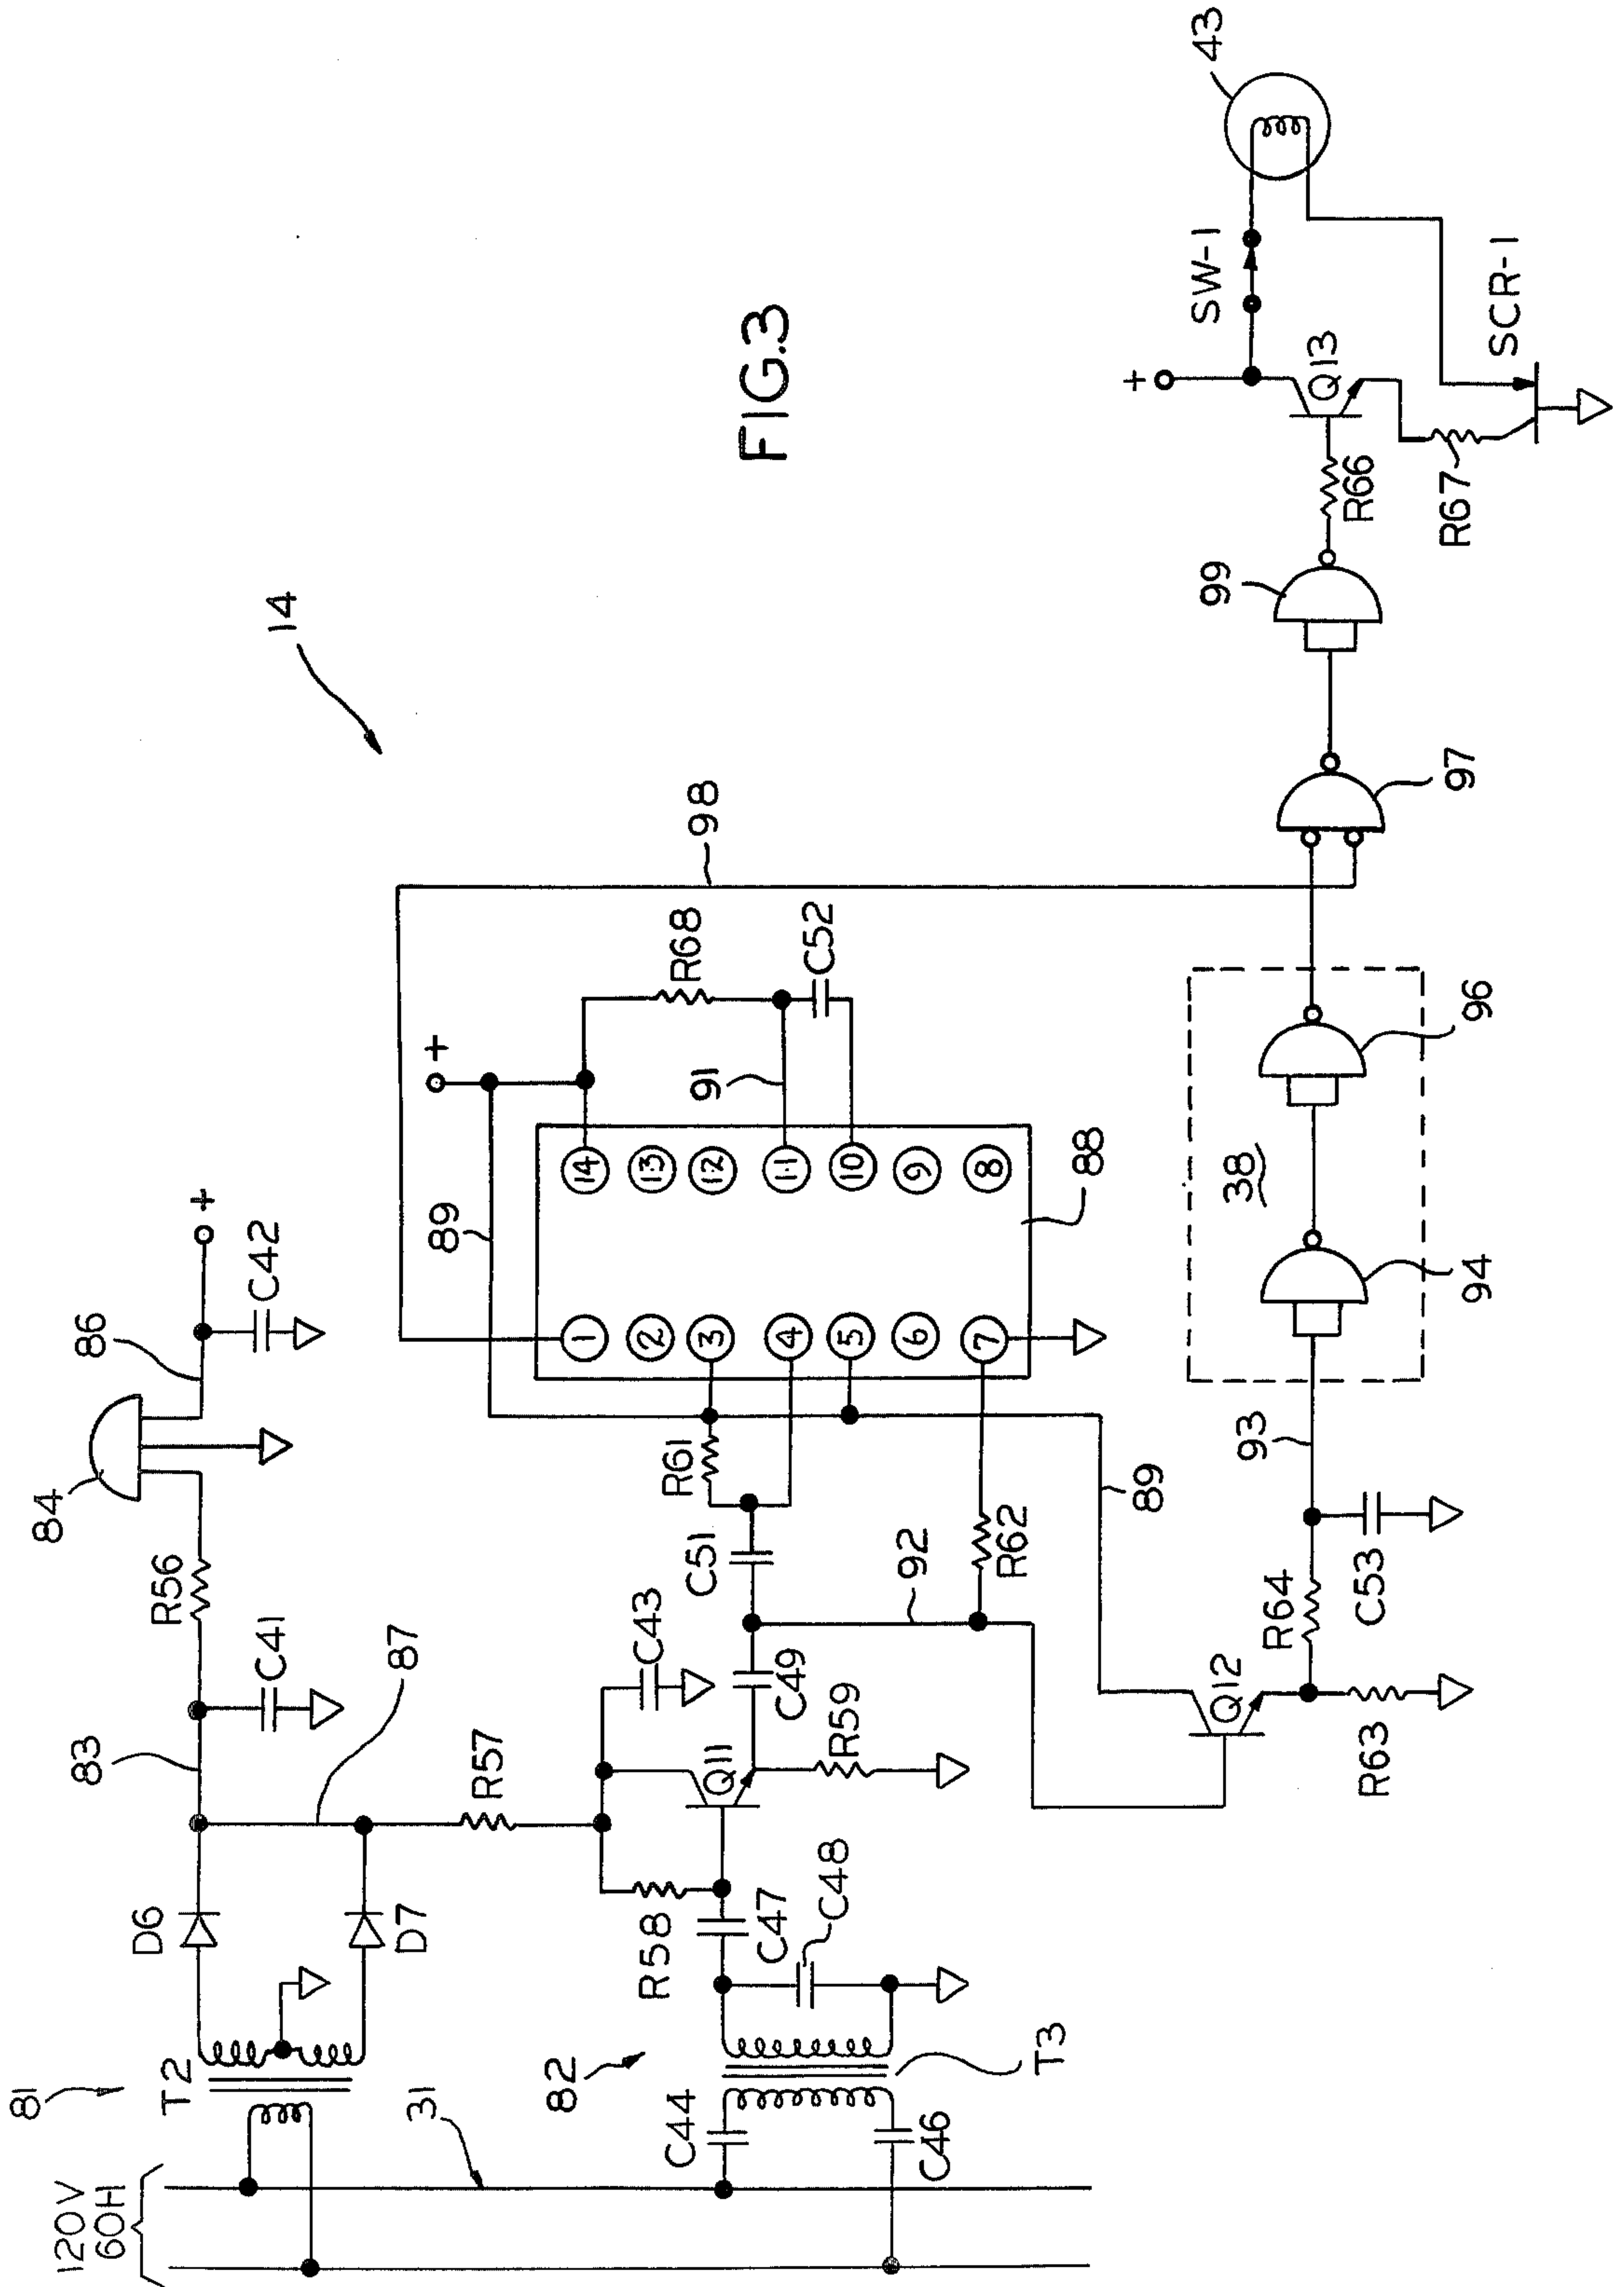 FIG.3
14
120V
60H
81
T2
31
D6
D7
83
87
C41
R56
84
86
C42
+
82
C44
C46
T3
R58
C47
C48
R57
Q11
C43
R59
C49
C51
R61
92
R62
89
+
1
2
3
4
5
6
7
14
13
12
11
10
9
8
88
91
R68
C52
98
89
Q12
R63
R64
C53
93
38
94
96
97
99
R66
Q13
R67
+
SW-1
SCR-1
43